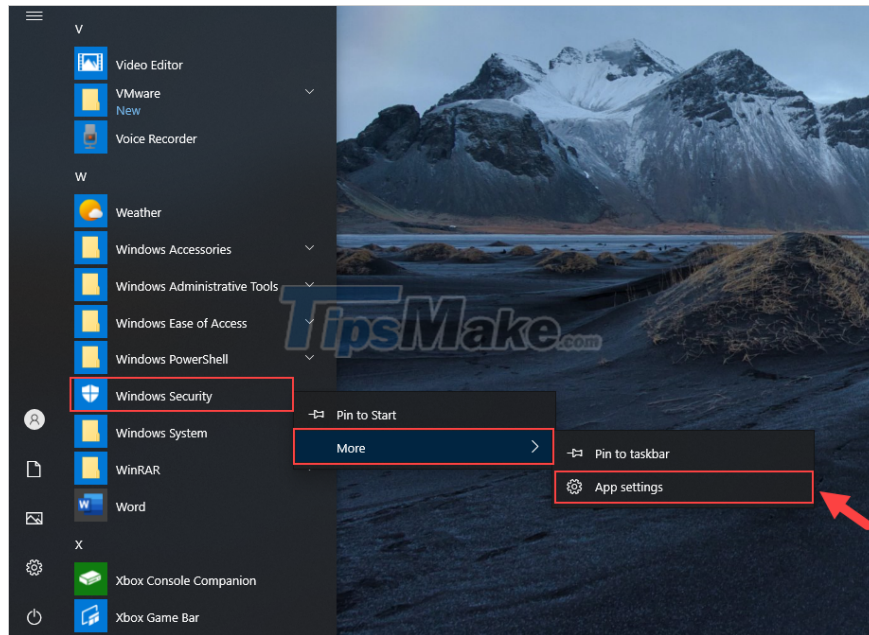 V
Video Editor
VMware
New
Voice Recorder
W
Weather
Windows Accessories
Windows Administrative Tools
Windows Ease of Access
Windows PowerShell
Windows Security
Windows System
WinRAR
Word
X
Xbox Console Companion
Xbox Game Bar
Pin to Start
More
Pin to taskbar
App settings
TipsMake.com